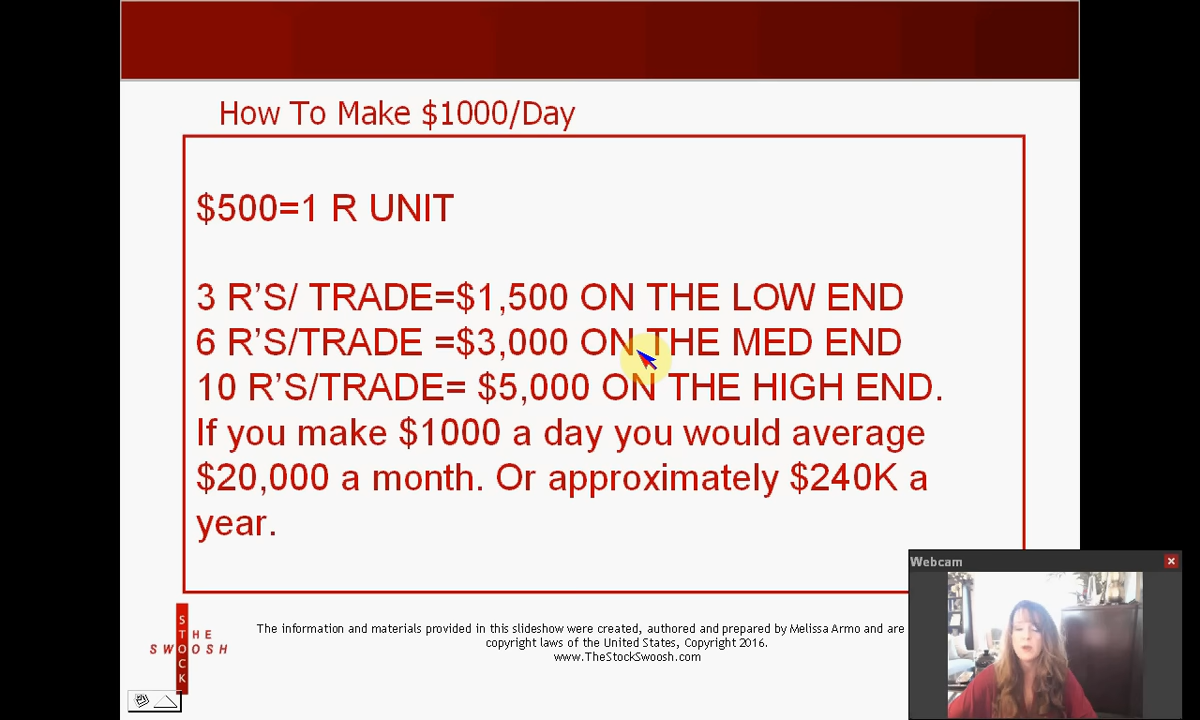 How To Make $1000/Day
$500=1 R UNIT
3 R’S/ TRADE=$1,500 ON THE LOW END
6 R’S/TRADE =$3,000 ON THE MED END
10 R’S/TRADE= $5,000 ON THE HIGH END.
If you make $1000 a day you would average
$20,000 a month. Or approximately $240K a
year.
Webcam
THE
STOCK
SWOOSH
The information and materials provided in this slideshow were created, authored and prepared by Melissa Armo and are
copyright laws of the United States, Copyright 2016.
www.TheStockSwoosh.com